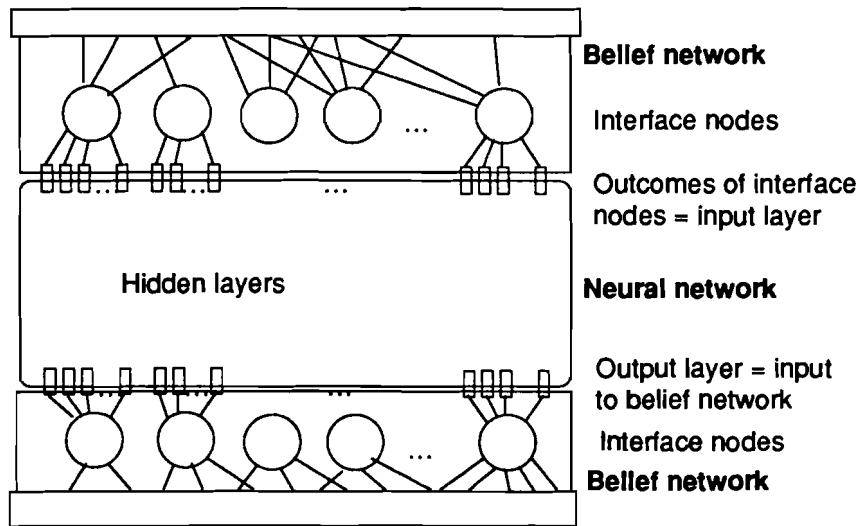 Belief network
Interface nodes
...
Outcomes of interface
nodes = input layer
... ... ...
Hidden layers
Neural network
Output layer = input
to belief network
... ... ...
Interface nodes
...
Belief network